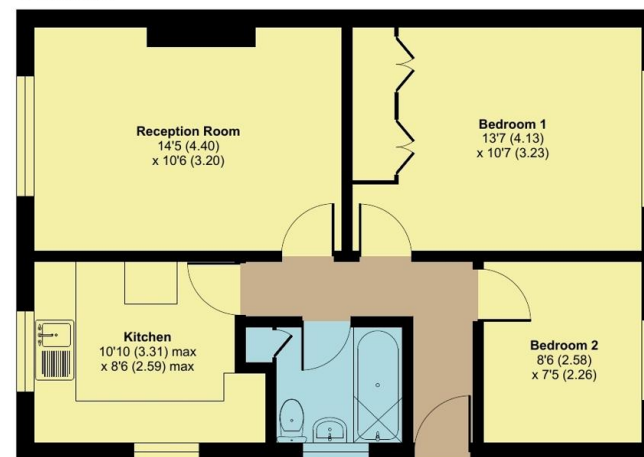 Reception Room
14'5 (4.40)
x 10'6 (3.20)
Bedroom 1
13'7 (4.13)
x 10'7 (3.23)
Kitchen
10'10 (3.31) max
x 8'6 (2.59) max
Bedroom 2
8'6 (2.58)
x 7'5 (2.26)